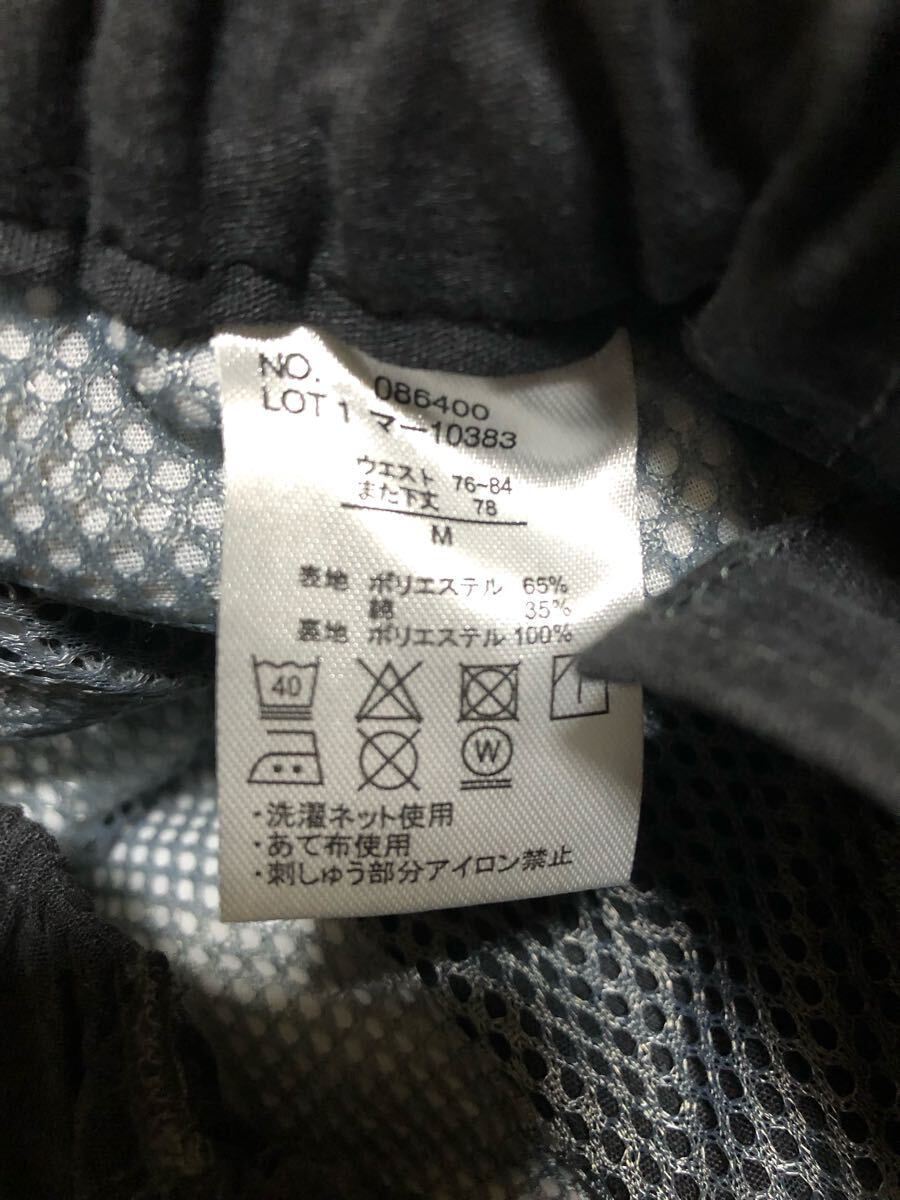 NO. 086400
LOT 1 マー10383
ウエスト 76~84
また下丈 78
M
表地 ポリエステル 65%
綿 35%
裏地 ポリエステル 100%
40
W
・洗濯ネット使用
・あて布使用
・刺しゅう部分アイロン禁止